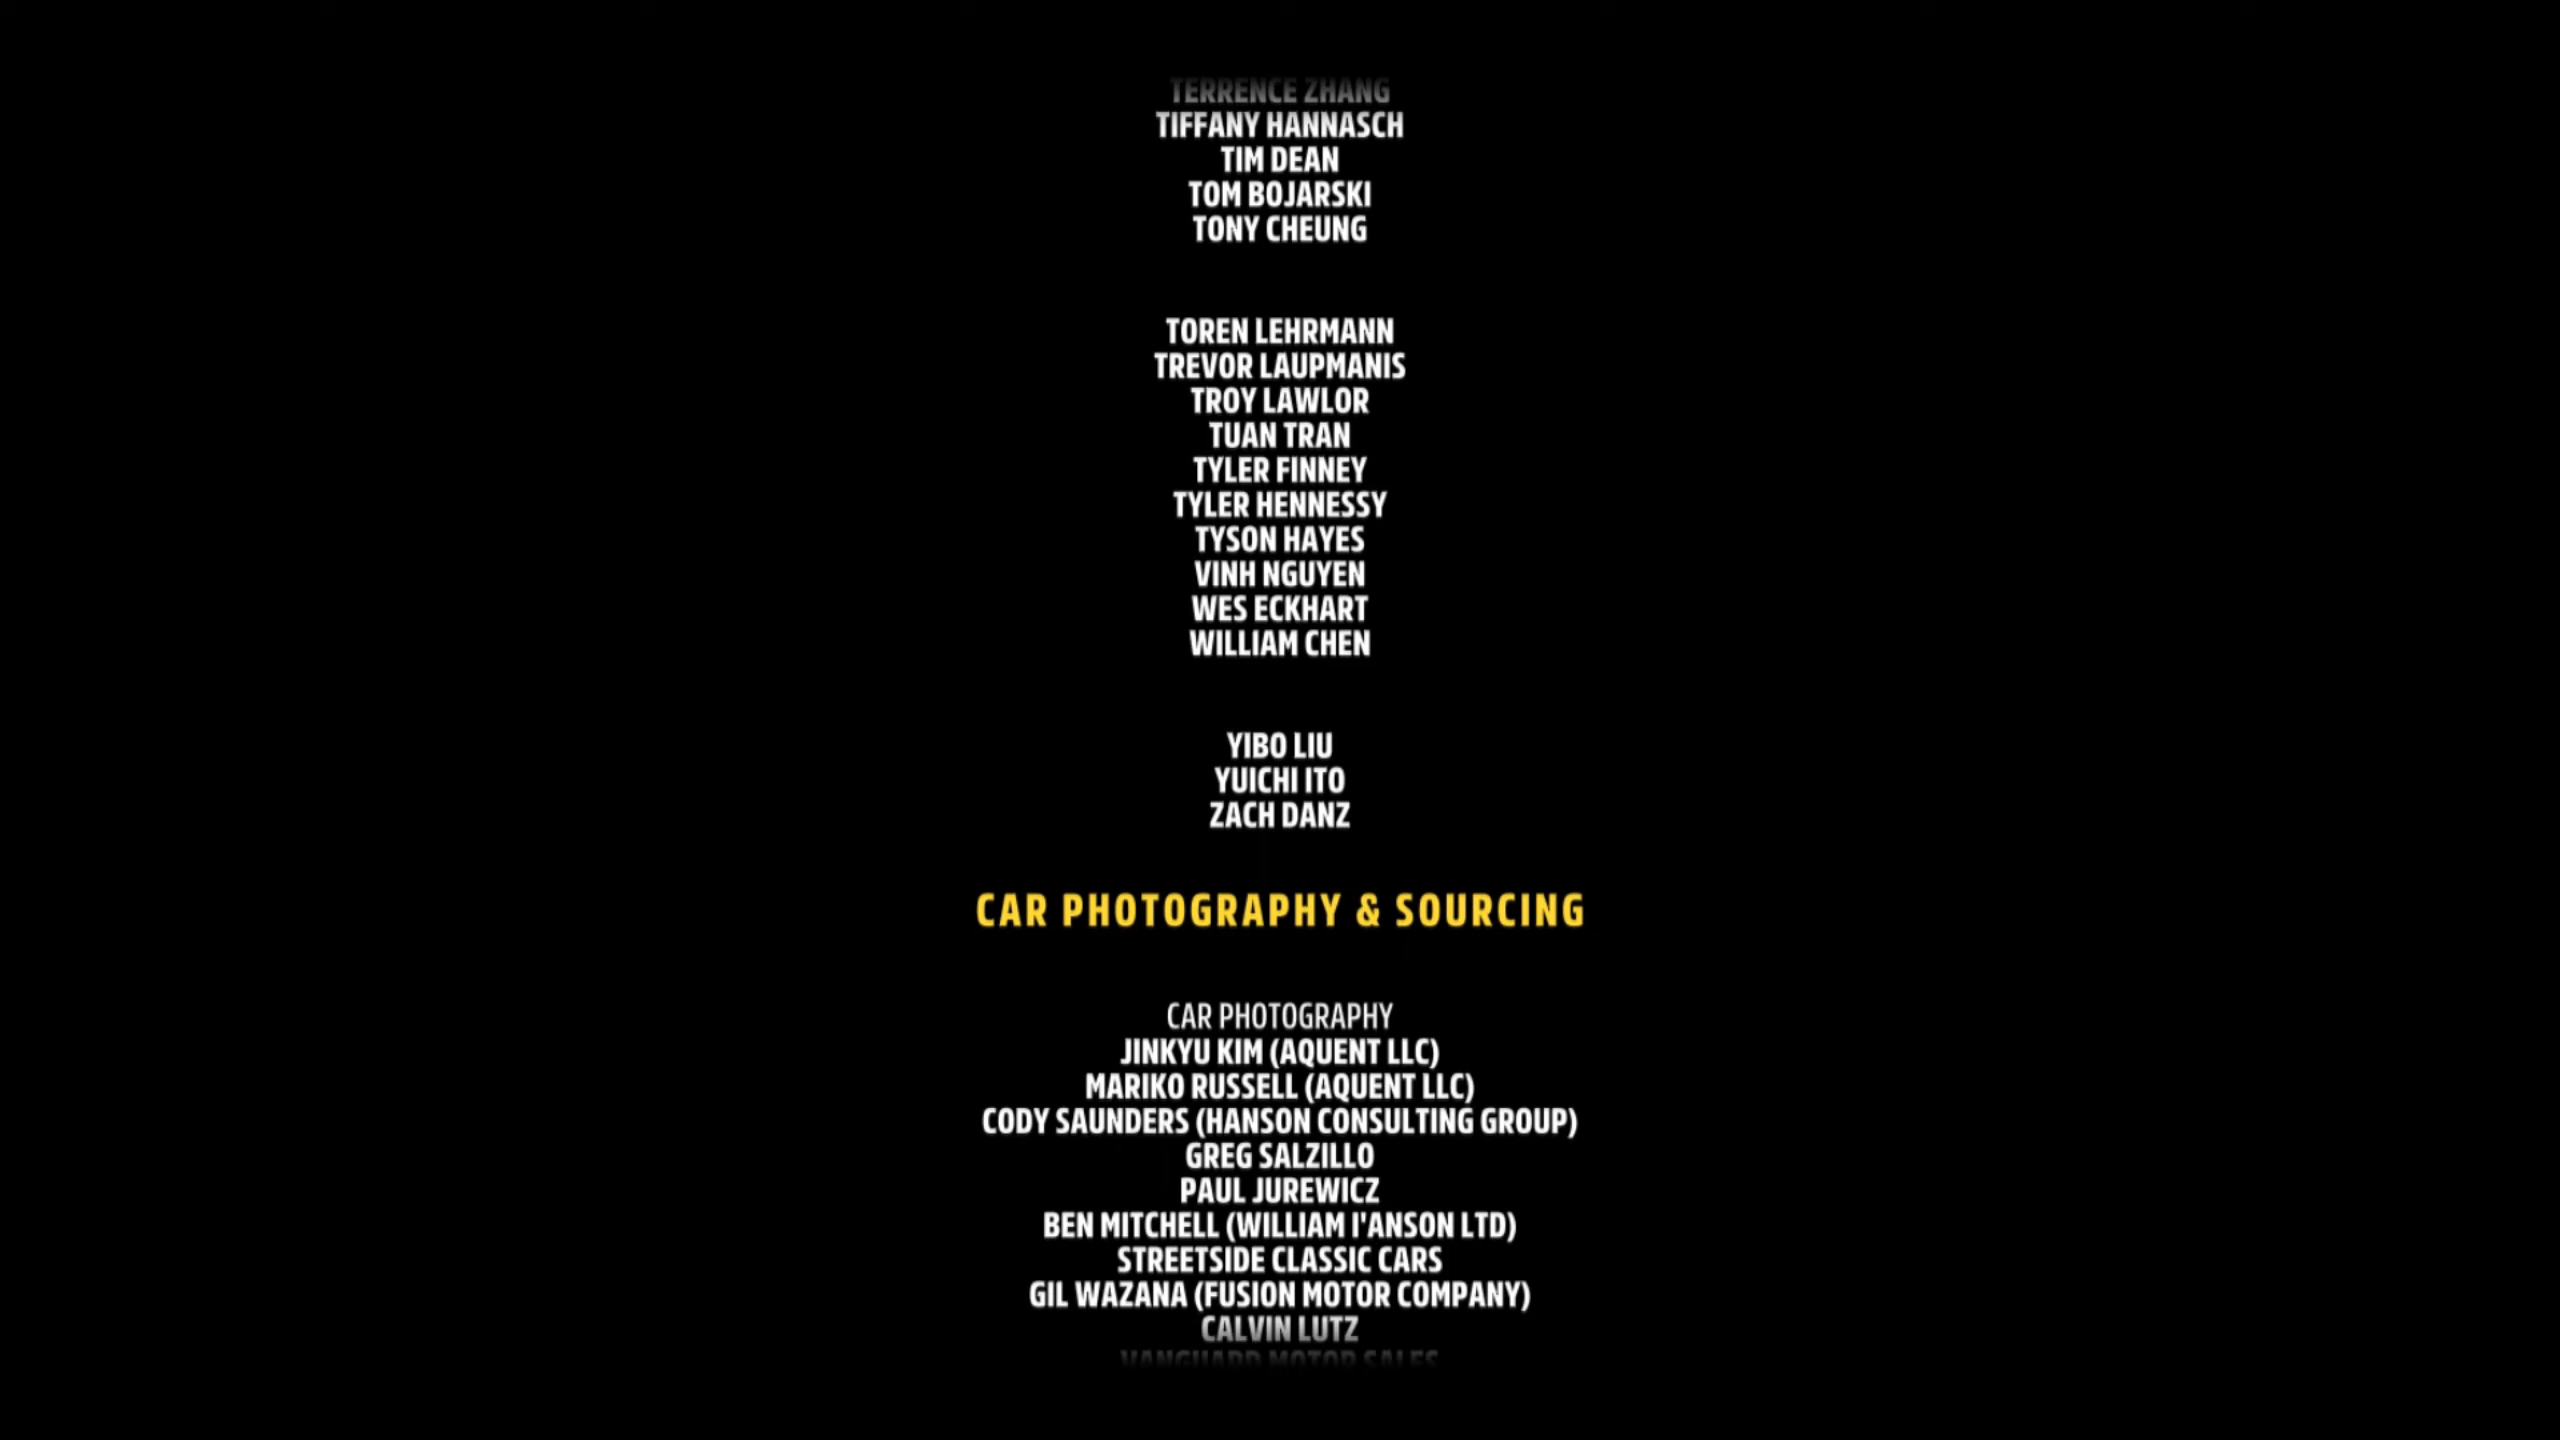 TERRENCE ZHANG
TIFFANY HANNASCH
TIM DEAN
TOM BOJARSKI
TONY CHEUNG
TOREN LEHRMANN
TREVOR LAUPMANIS
TROY LAWLOR
TUAN TRAN
TYLER FINNEY
TYLER HENNESSY
TYSON HAYES
VINH NGUYEN
WES ECKHART
WILLIAM CHEN
YIBO LIU
YUICHI ITO
ZACH DANZ
CAR PHOTOGRAPHY & SOURCING
CAR PHOTOGRAPHY
JINKYU KIM (AQUENT LLC)
MARIKO RUSSELL (AQUENT LLC)
CODY SAUNDERS (HANSON CONSULTING GROUP)
GREG SALZILLO
PAUL JUREWICZ
BEN MITCHELL (WILLIAM I'ANSON LTD)
STREETSIDE CLASSIC CARS
GIL WAZANA (FUSION MOTOR COMPANY)
CALVIN LUTZ
VANGUARD MOTOR SALES